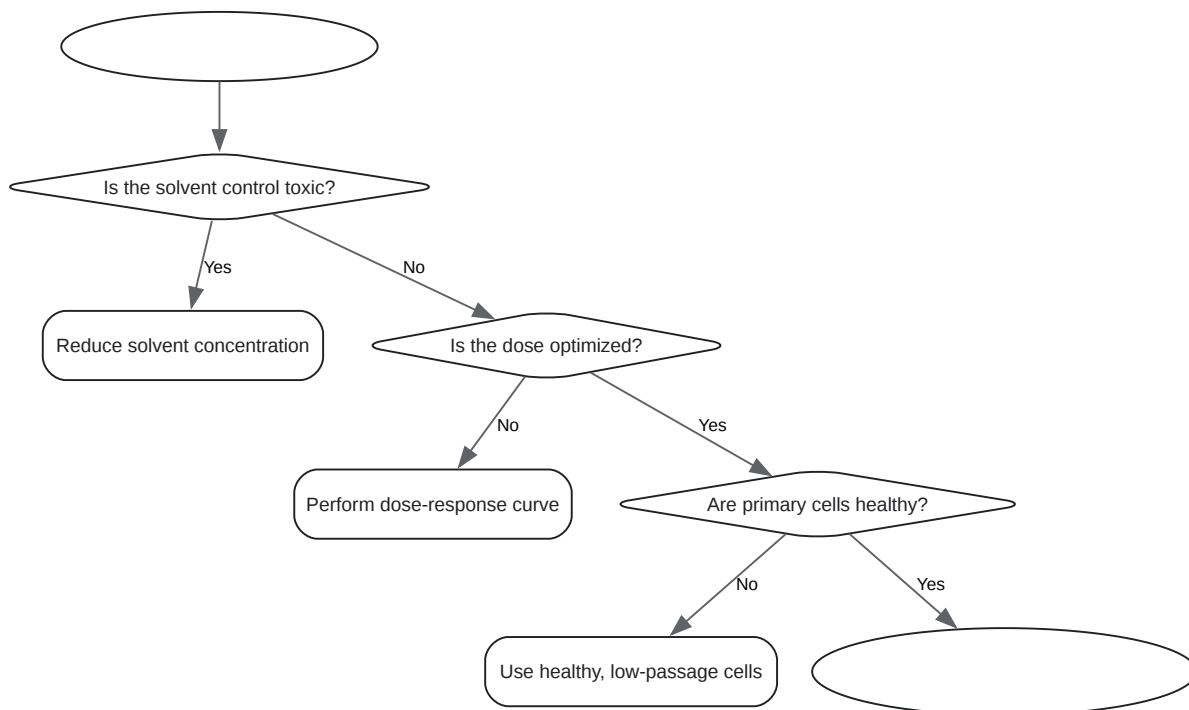 Is the solvent control toxic?
Yes
No
Reduce solvent concentration
Is the dose optimized?
No
Yes
Perform dose-response curve
Are primary cells healthy?
No
Yes
Use healthy, low-passage cells